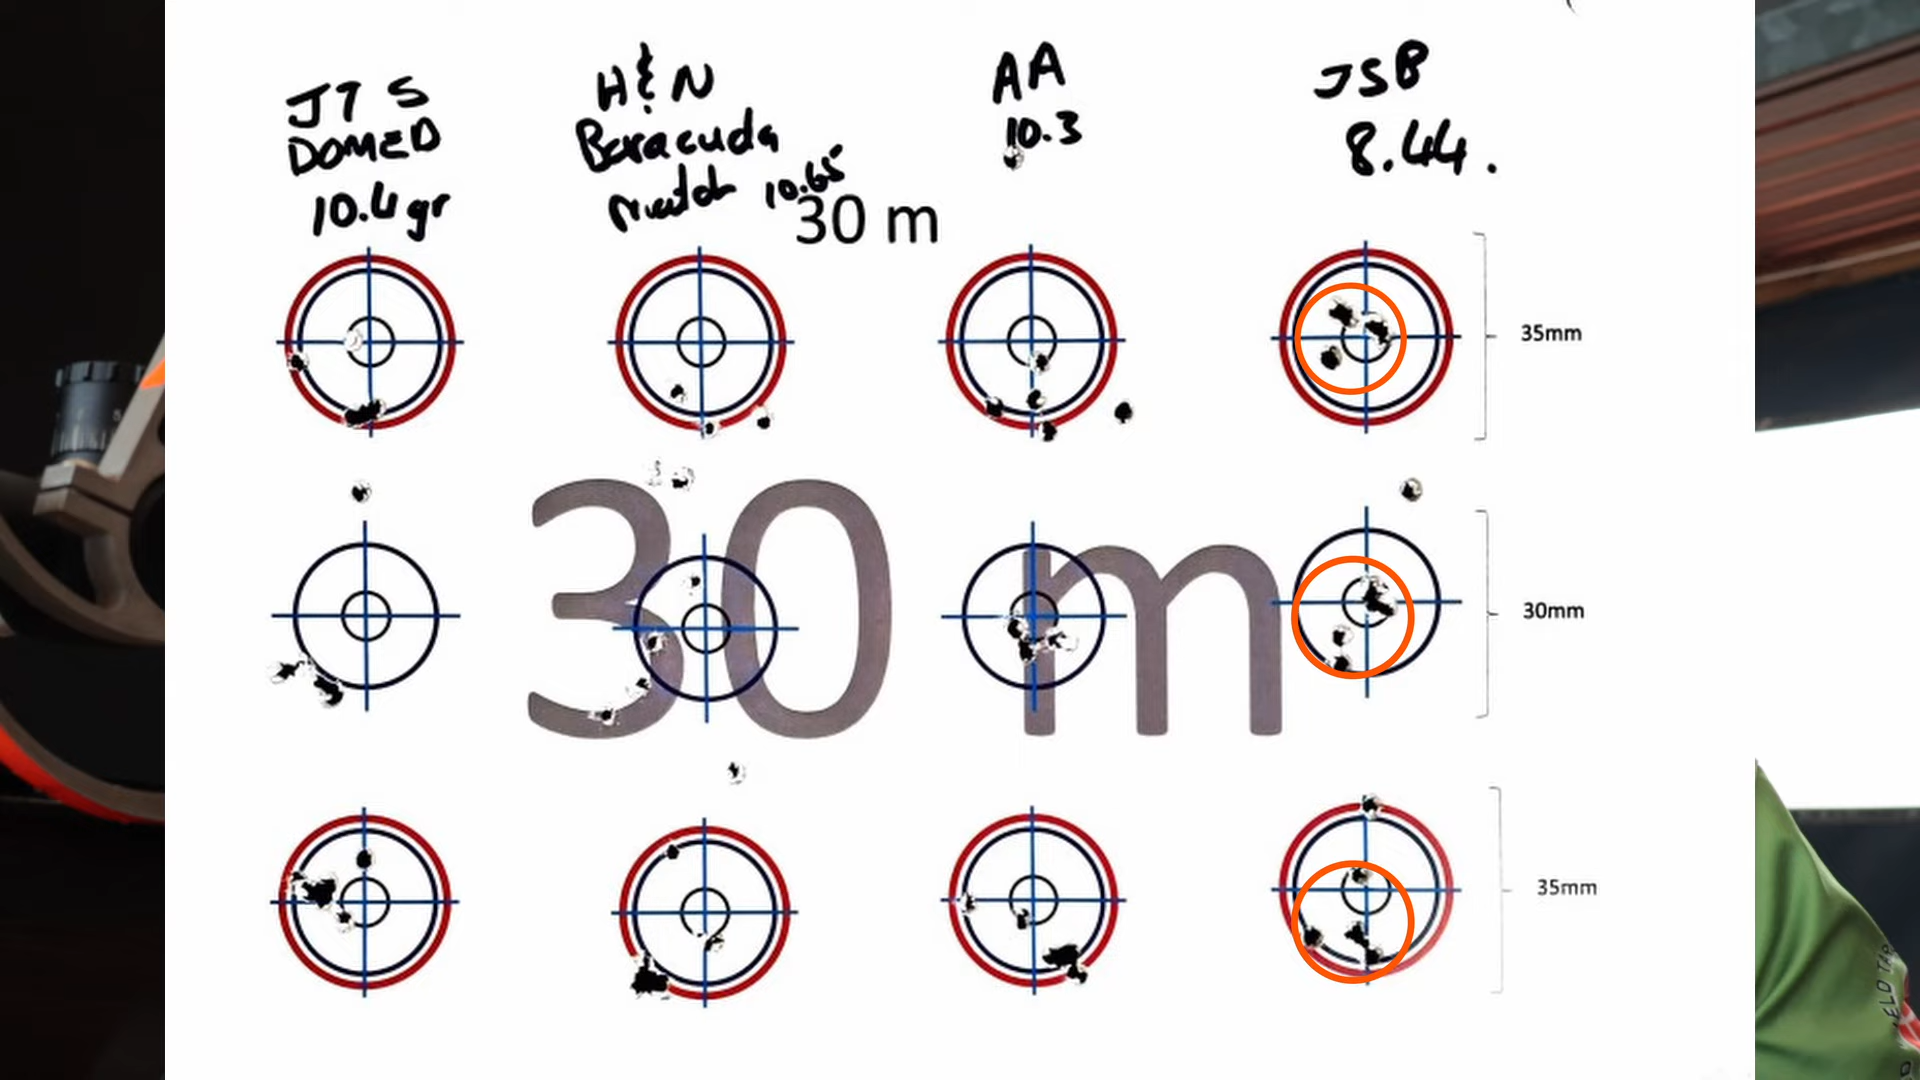 JTS
DOMED
10.4gr
H&N
Baracuda
Match 10.65
AA
10.3
JSB
8.44.
30 m
35mm
30 m
30mm
35mm